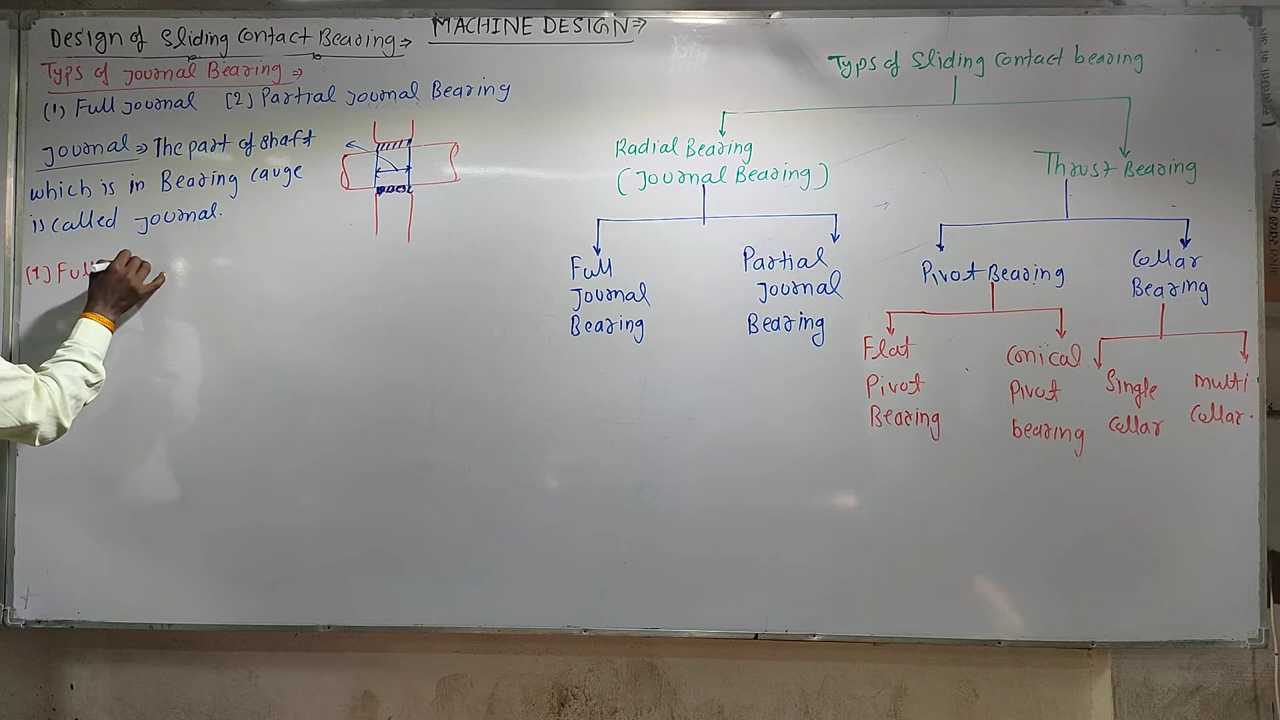 Design of Sliding Contact Bearing ⇒ MACHINE DESIGN ⇒
Typs of Journal Bearing ⇒
(1) Full Journal (2) Partial Journal Bearing
Journal ⇒ The part of shaft
which is in Bearing cauge
is called journal.
(1) Full
Typs of Sliding Contact bearing
Radial Bearing
(Journal Bearing)
Thrust Bearing
Full
Journal
Bearing
Partial
Journal
Bearing
Pivot Bearing
Collar
Bearing
Flat
Pivot
Bearing
Conical
Pivot
bearing
Single
Collar
multi
Collar.